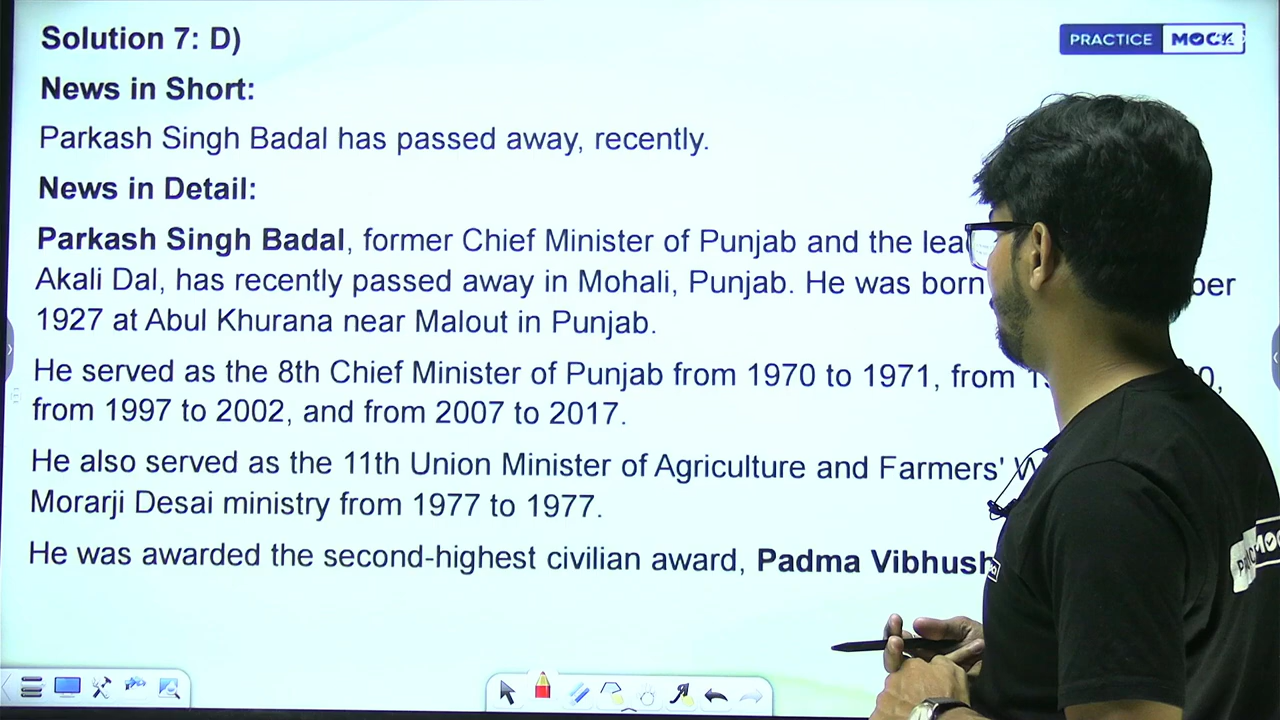 Solution 7: D)
PRACTICE MOCK
News in Short:
Parkash Singh Badal has passed away, recently.
News in Detail:
Parkash Singh Badal, former Chief Minister of Punjab and the
Akali Dal, has recently passed away in Mohali, Punjab. He was born
1927 at Abul Khurana near Malout in Punjab.
He served as the 8th Chief Minister of Punjab from 1970 to 1971, from
from 1997 to 2002, and from 2007 to 2017.
He also served as the 11th Union Minister of Agriculture and Farmers'
Morarji Desai ministry from 1977 to 1977.
He was awarded the second-highest civilian award, Padma